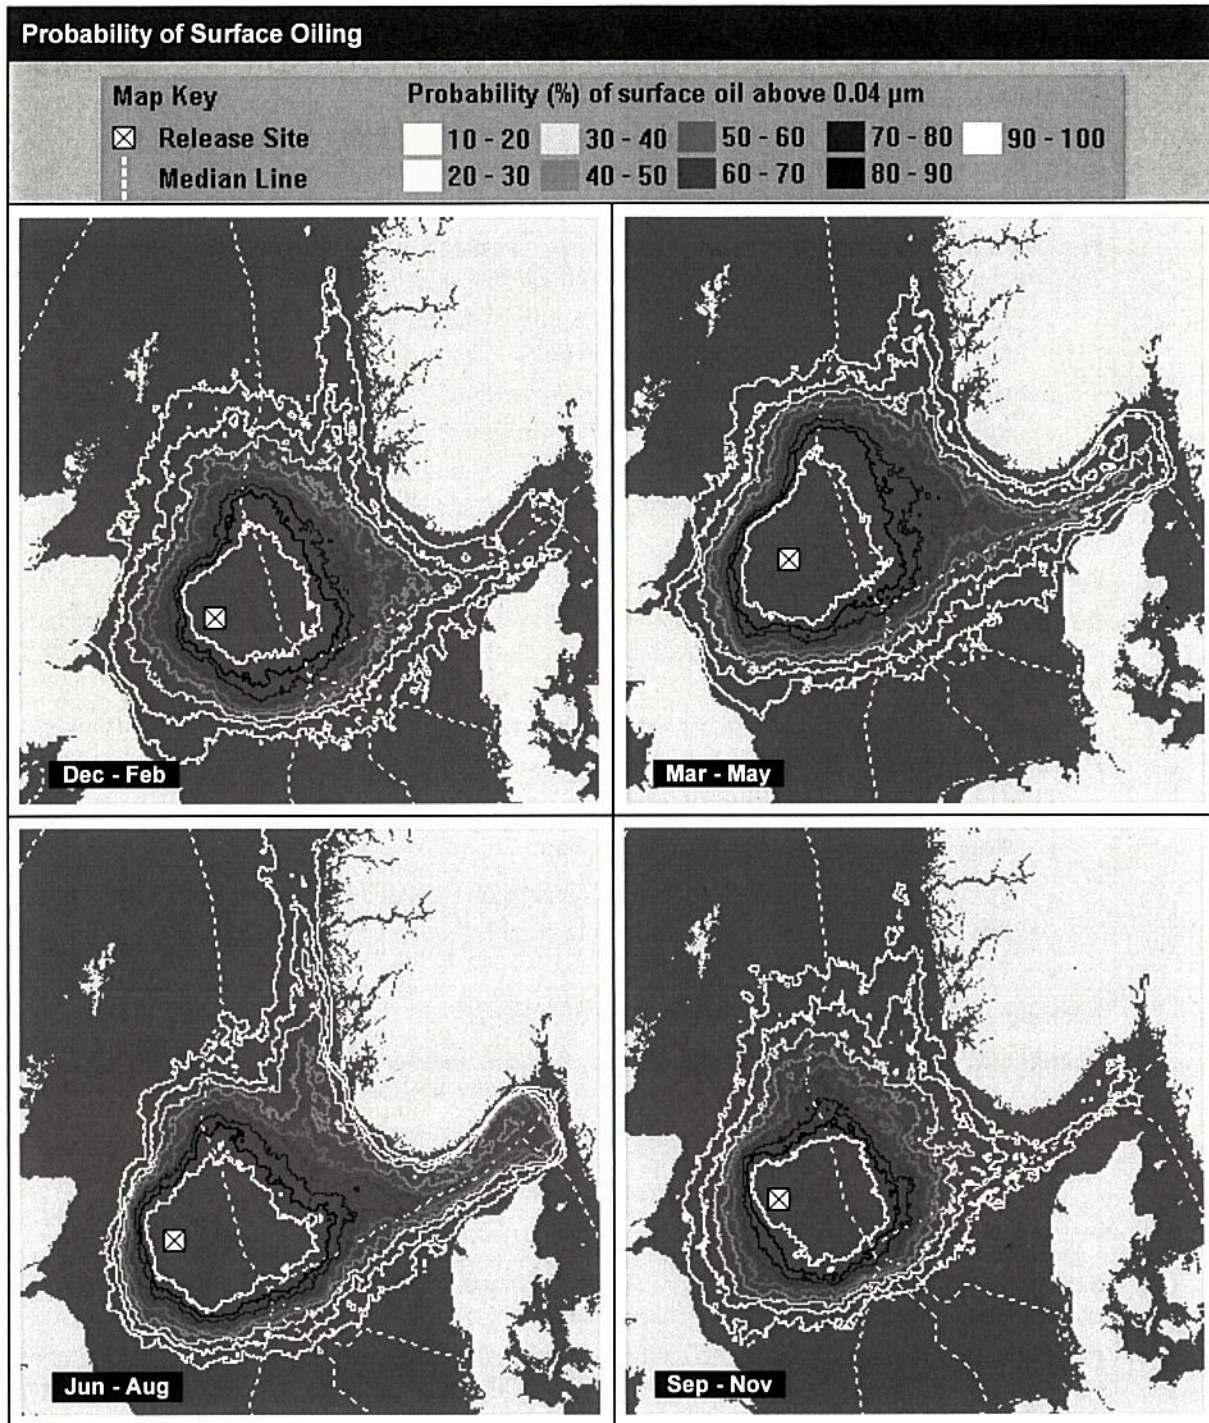 Probability of Surface Oiling
Map Key
Probability (%) of surface oil above 0.04 µm
Release Site
10 - 20
30 - 40
50 - 60
70 - 80
90 - 100
Median Line
20 - 30
40 - 50
60 - 70
80 - 90
Dec - Feb
Mar - May
Jun - Aug
Sep - Nov